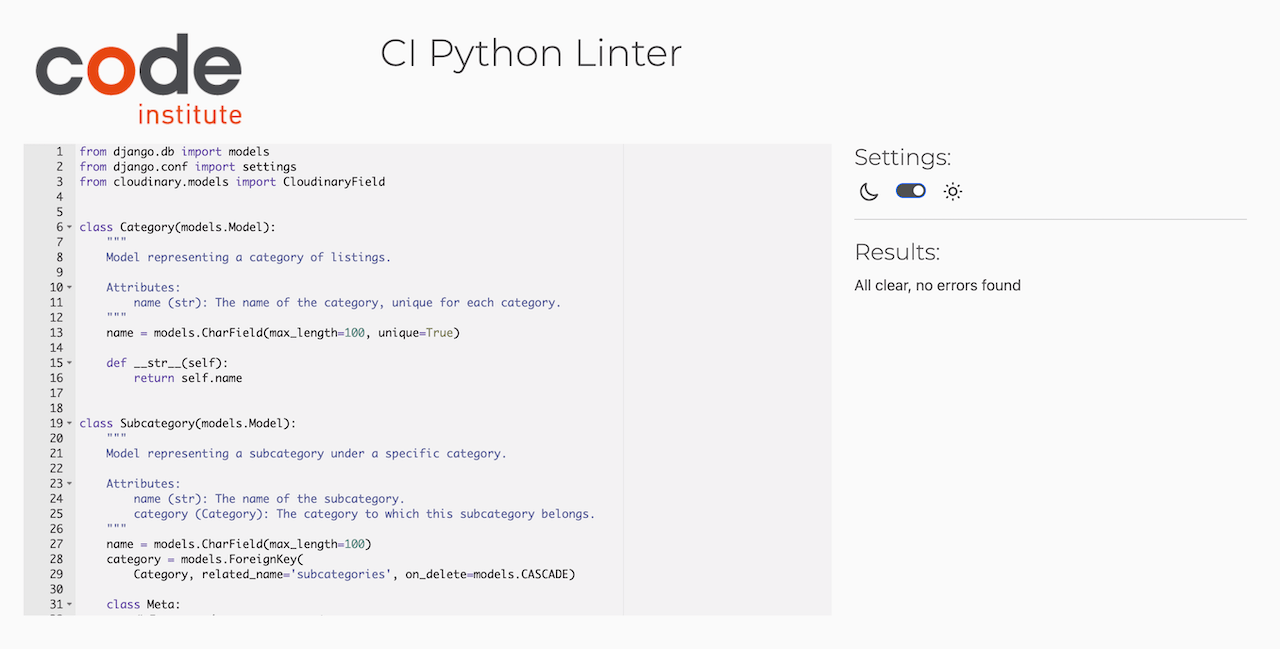 code
institute
CI Python Linter
1 from django.db import models
2 from django.conf import settings
3 from cloudinary.models import CloudinaryField
4
5
6 class Category(models.Model):
7     """
8     Model representing a category of listings.
9
10     Attributes:
11         name (str): The name of the category, unique for each category.
12     """
13     name = models.CharField(max_length=100, unique=True)
14
15     def __str__(self):
16         return self.name
17
18
19 class Subcategory(models.Model):
20     """
21     Model representing a subcategory under a specific category.
22
23     Attributes:
24         name (str): The name of the subcategory.
25         category (Category): The category to which this subcategory belongs.
26     """
27     name = models.CharField(max_length=100)
28     category = models.ForeignKey(
29         Category, related_name='subcategories', on_delete=models.CASCADE)
30
31     class Meta:
Settings:
Results:
All clear, no errors found